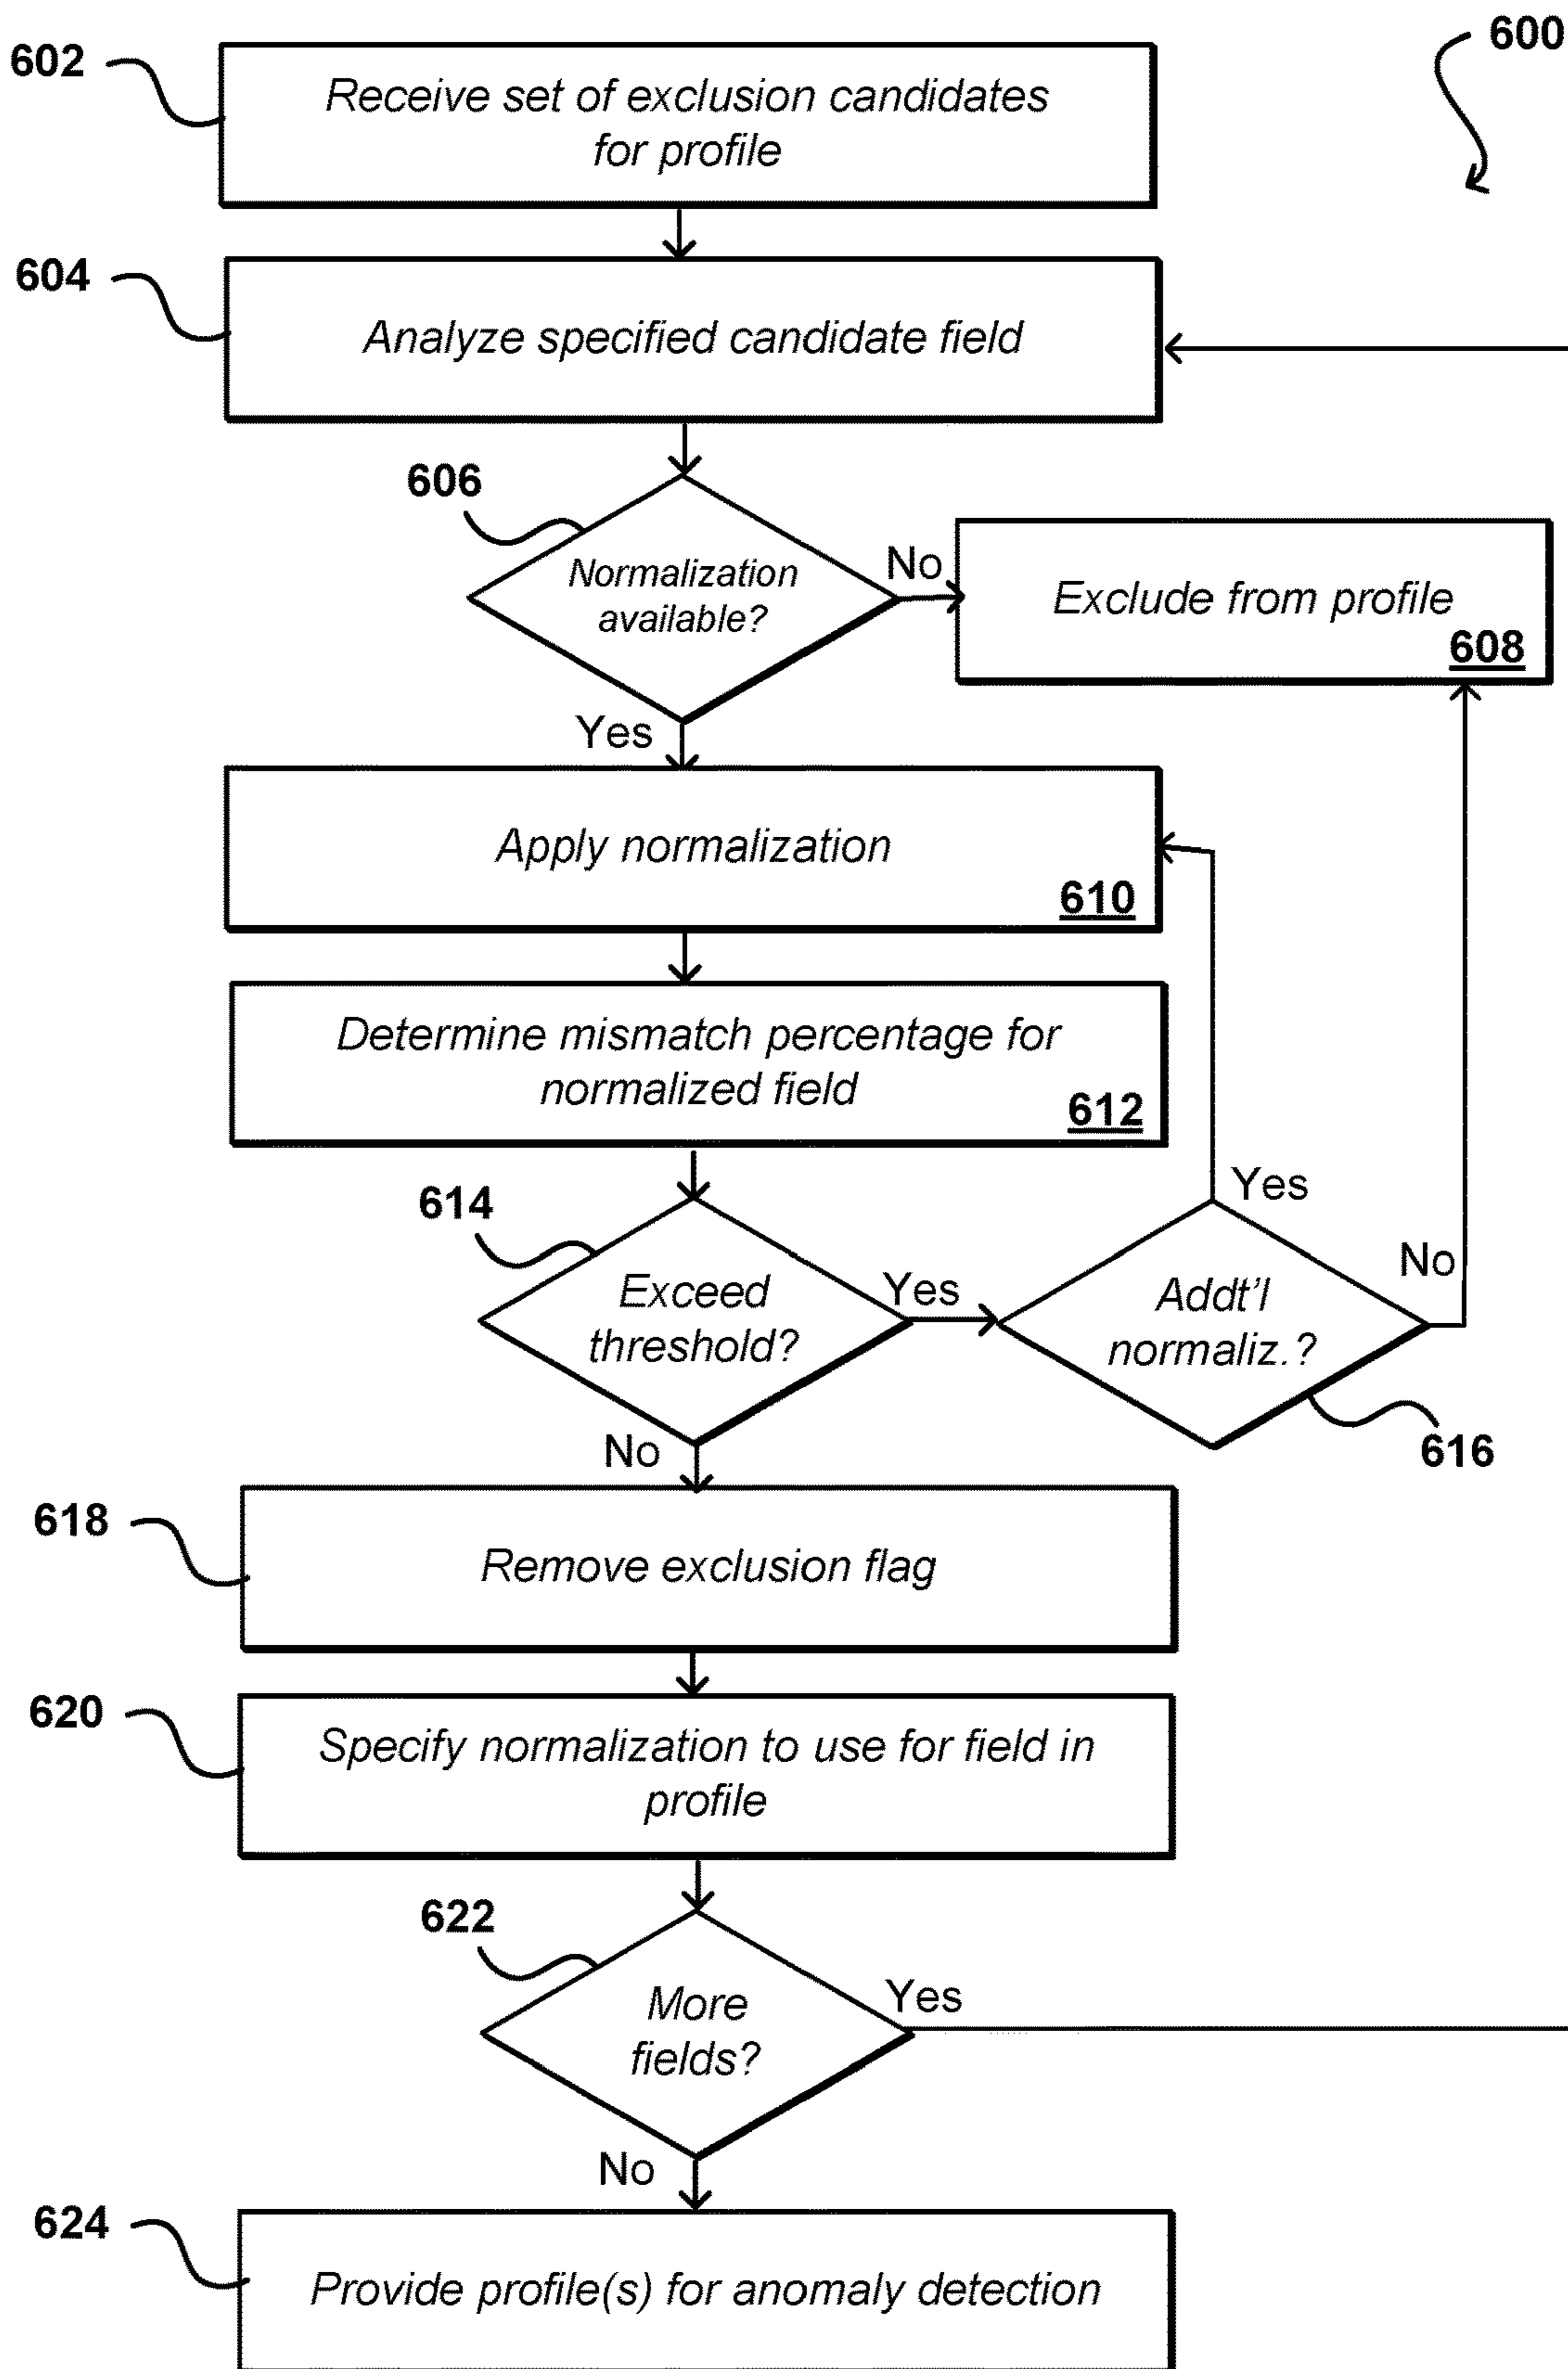 600
602
Receive set of exclusion candidates
for profile
604
Analyze specified candidate field
606
Normalization
available?
No
Exclude from profile
608
Yes
Apply normalization
610
Determine mismatch percentage for
normalized field
612
614
Exceed
threshold?
Yes
Addt'l
normaliz.?
Yes
No
616
No
618
Remove exclusion flag
620
Specify normalization to use for field in
profile
622
More
fields?
Yes
No
624
Provide profile(s) for anomaly detection